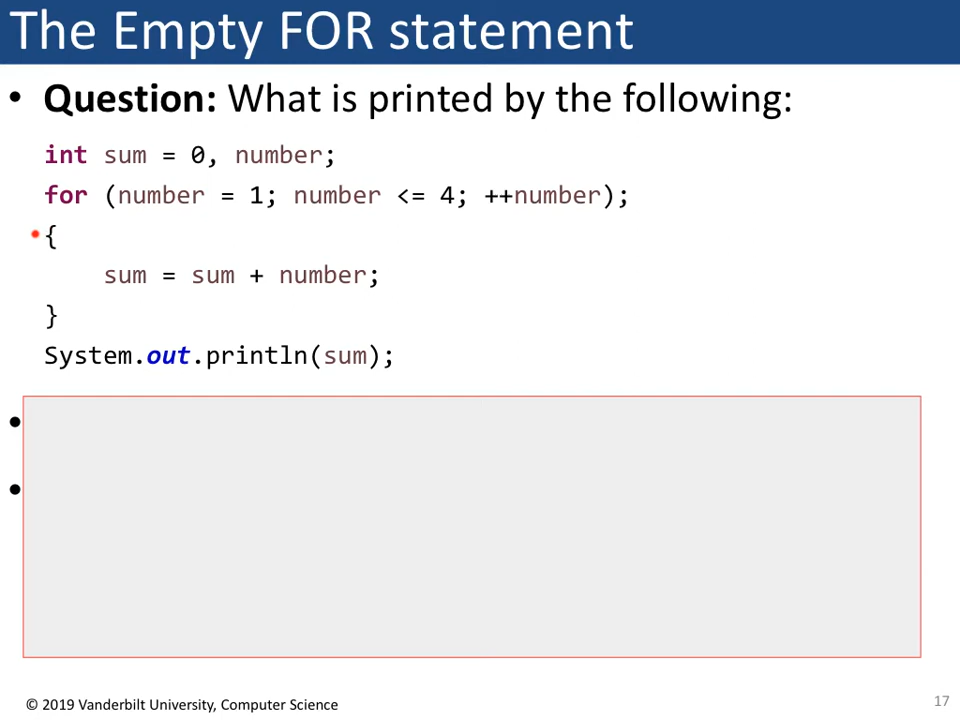 The Empty FOR statement
• Question: What is printed by the following:
int sum = 0, number;
for (number = 1; number <= 4; ++number);
{
sum = sum + number;
}
System.out.println(sum);
•
•
© 2019 Vanderbilt University, Computer Science
17